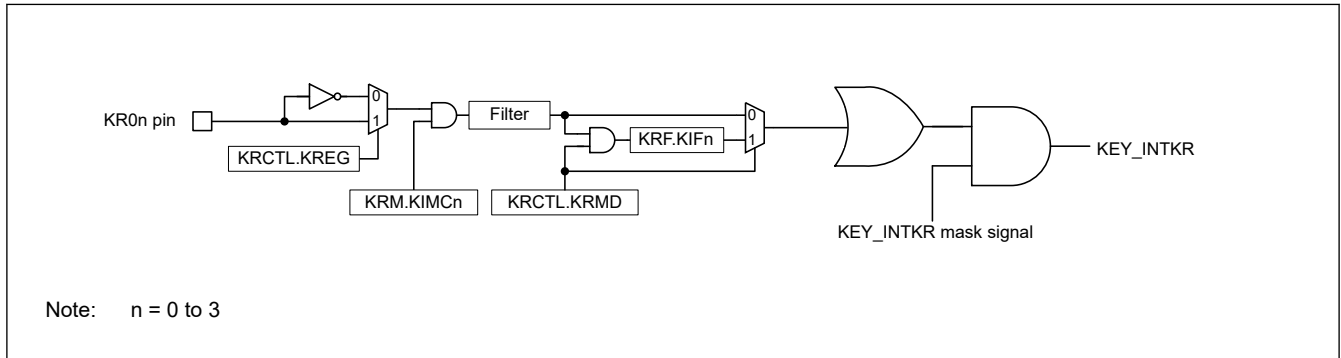 KR0n pin
0
1
KRCTL.KREG
KRM.KIMCn
Filter
KRF.KIFn
0
1
KRCTL.KRMD
KEY_INTKR
KEY_INTKR mask signal
Note: n = 0 to 3